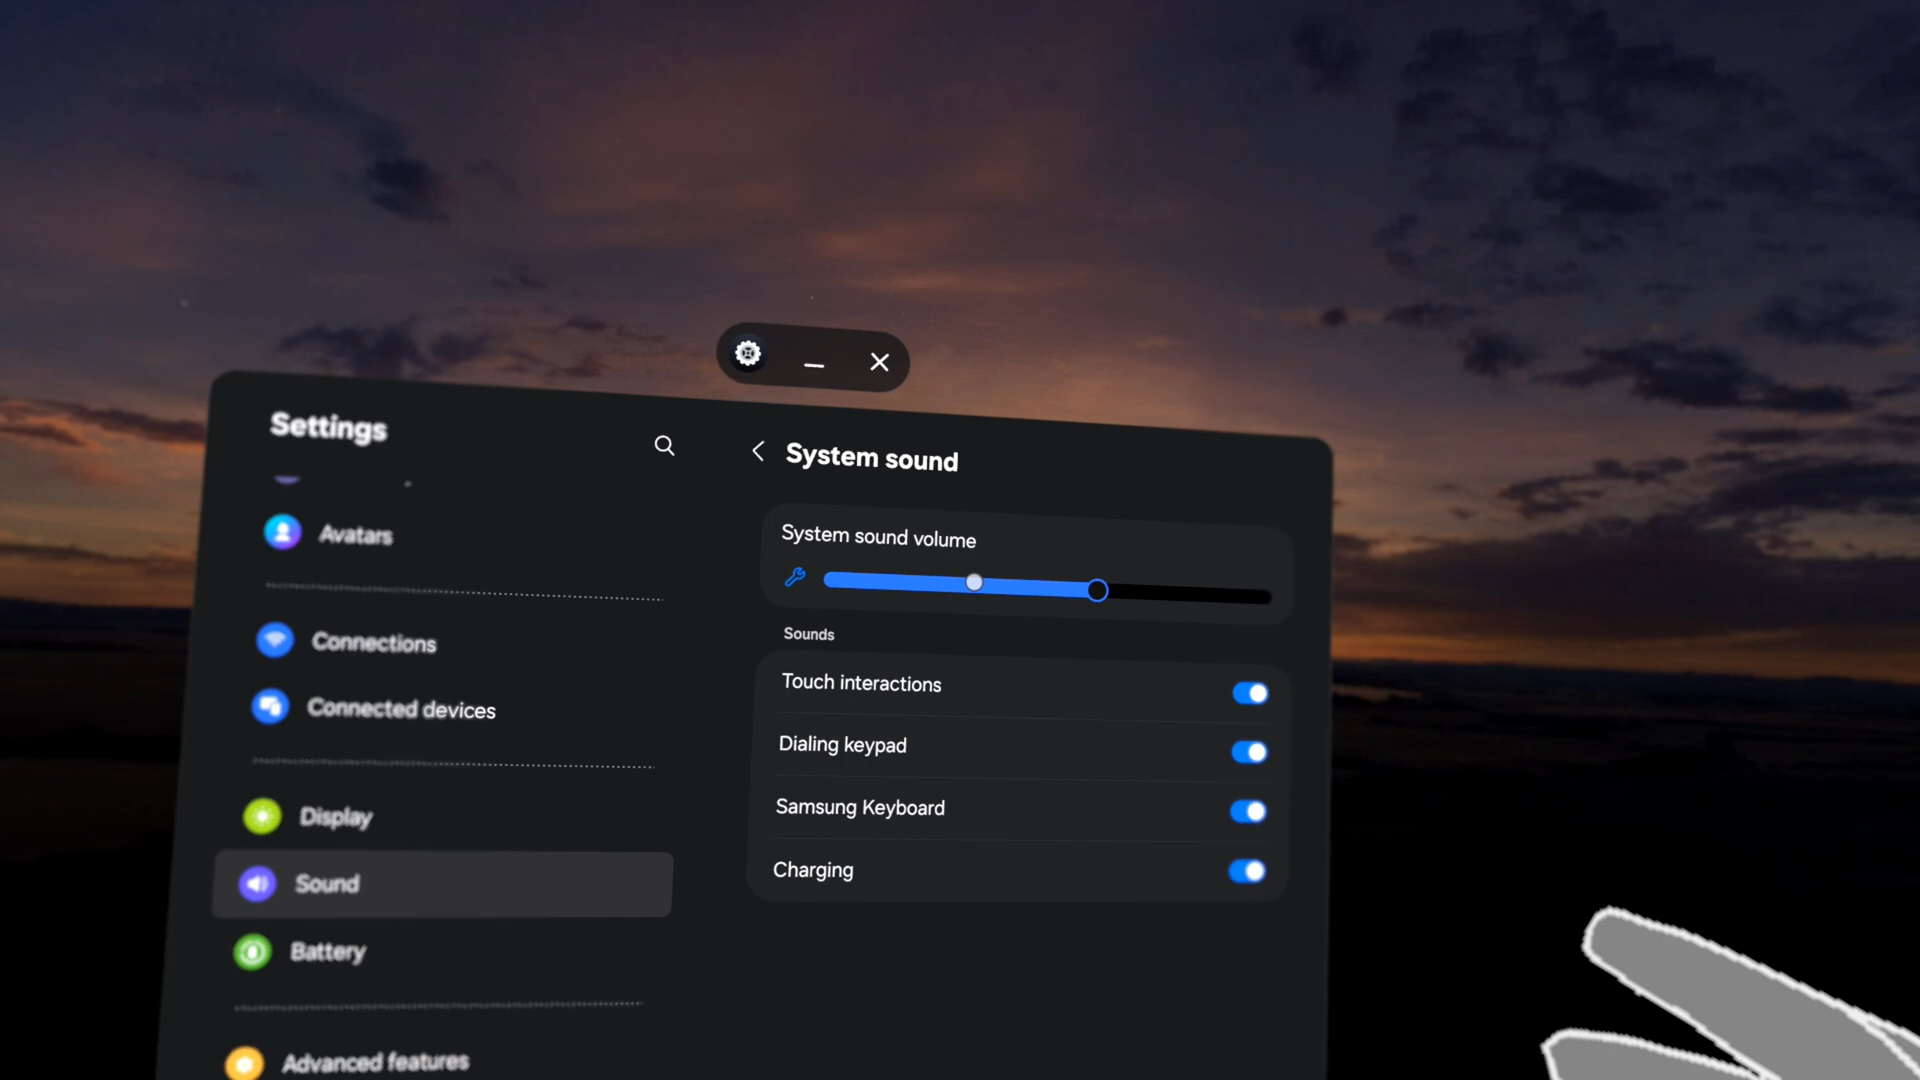 Settings
Avatars
Connections
Connected devices
Display
Sound
Battery
Advanced features
System sound
System sound volume
Sounds
Touch interactions
Dialing keypad
Samsung Keyboard
Charging